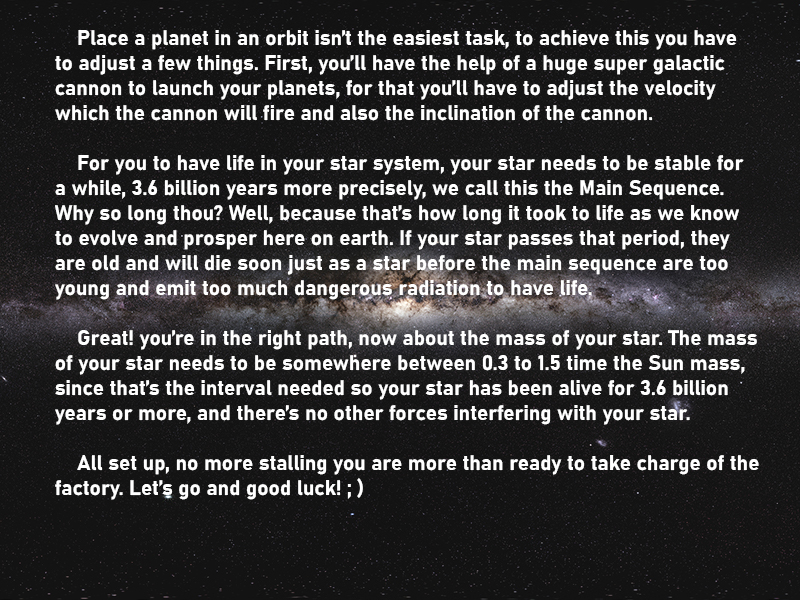 Place a planet in an orbit isn't the easiest task, to achieve this you have
to adjust a few things. First, you'll have the help of a huge super galactic
cannon to launch your planets, for that you'll have to adjust the velocity
which the cannon will fire and also the inclination of the cannon.
For you to have life in your star system, your star needs to be stable for
a while, 3.6 billion years more precisely, we call this the Main Sequence.
Why so long thou? Well, because that's how long it took to life as we know
to evolve and prosper here on earth. If your star passes that period, they
are old and will die soon just as a star before the main sequence are too
young and emit too much dangerous radiation to have life.
Great! you're in the right path, now about the mass of your star. The mass
of your star needs to be somewhere between 0.3 to 1.5 time the Sun mass,
since that's the interval needed so your star has been alive for 3.6 billion
years or more, and there's no other forces interfering with your star.
All set up, no more stalling you are more than ready to take charge of the
factory. Let's go and good luck! ; )